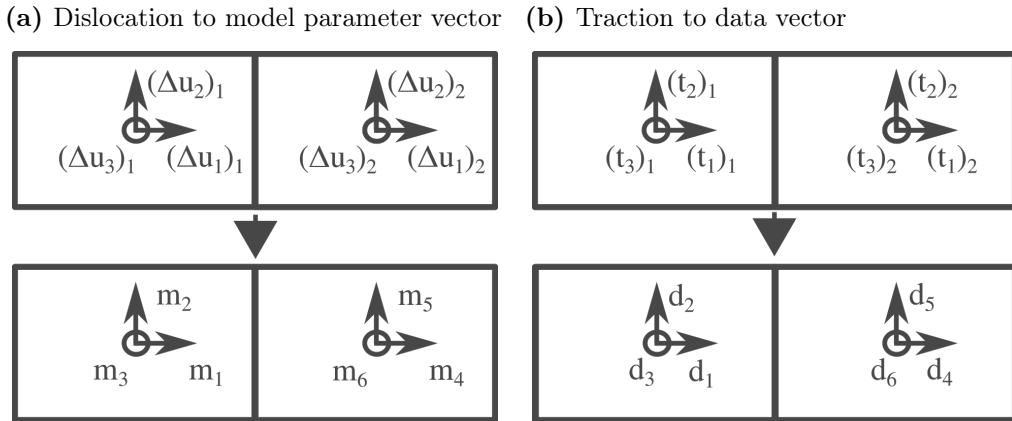 (a) Dislocation to model parameter vector
(Δu₂)₁ (Δu₂)₂
(Δu₃)₁ (Δu₁)₁ (Δu₃)₂ (Δu₁)₂
m₂ m₅
m₃ m₁ m₆ m₄
(b) Traction to data vector
(t₂)₁ (t₂)₂
(t₃)₁ (t₁)₁ (t₃)₂ (t₁)₂
d₂ d₅
d₃ d₁ d₆ d₄